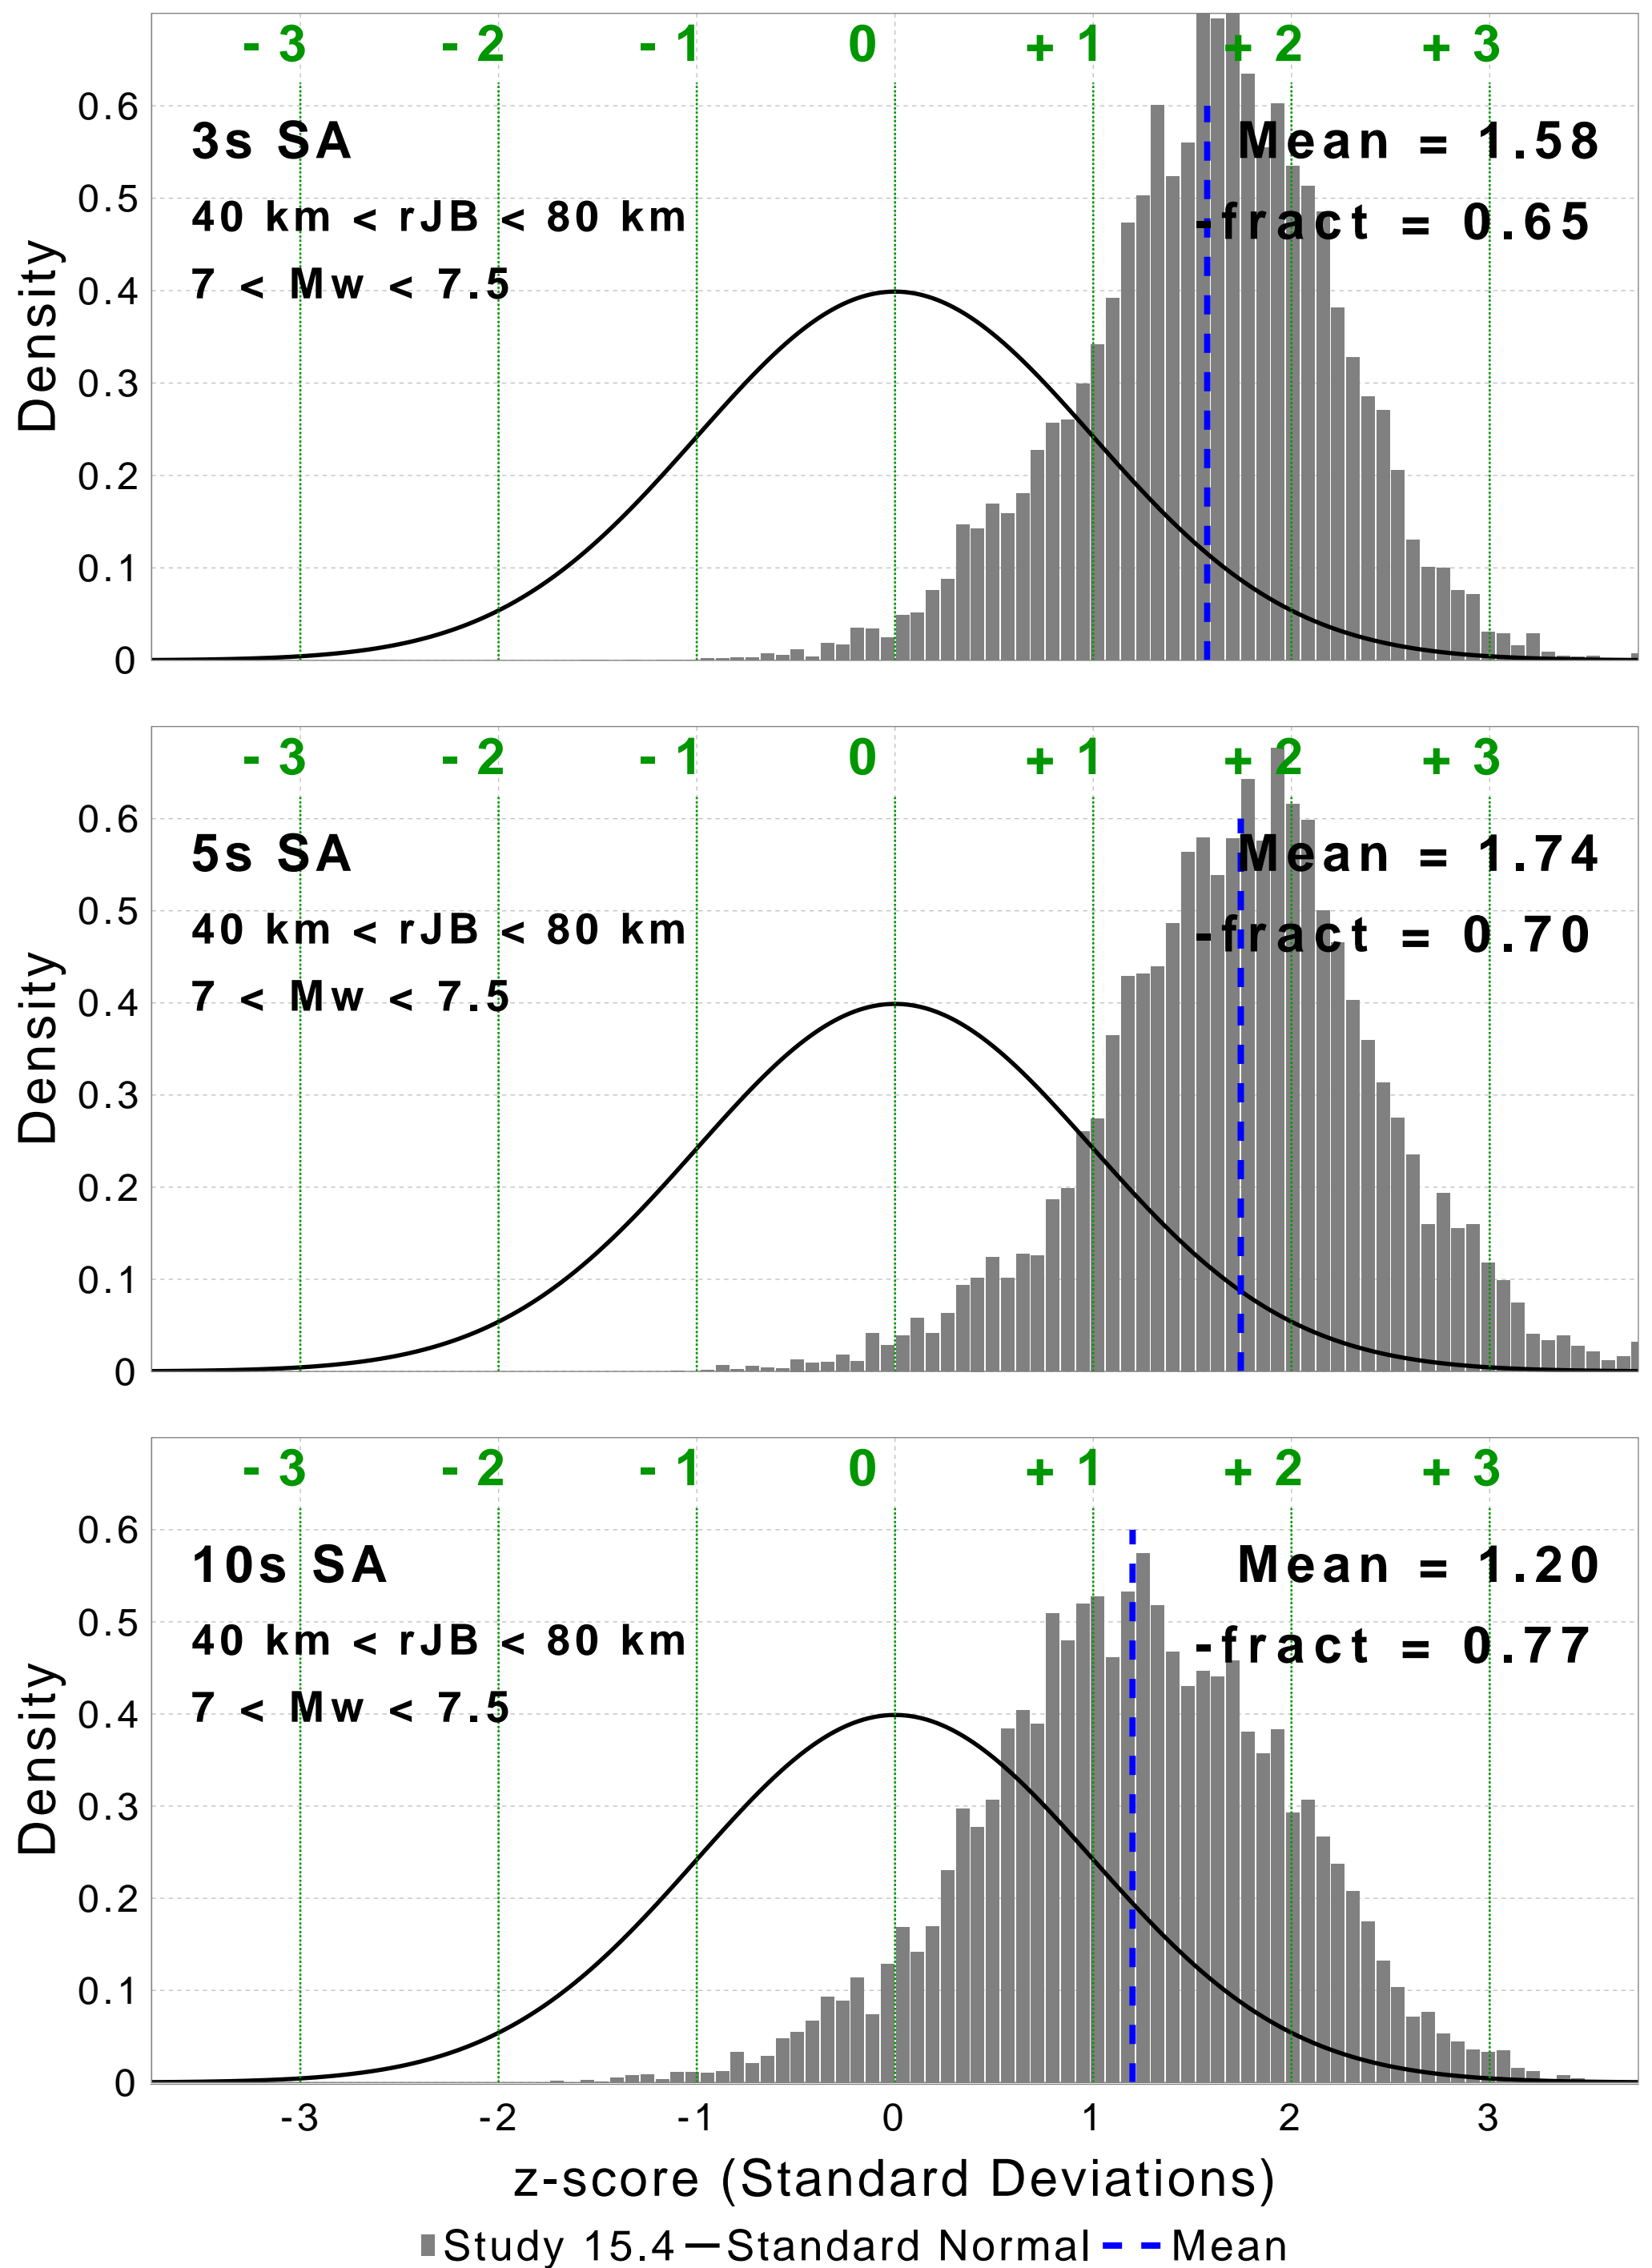 - 3 - 2 - 1 0 + 1 + 2 + 3
0.6
3s SA
Mean = 1.58
0.5
40 km < rJB < 80 km
-fract = 0.65
7 < Mw < 7.5
0.4
0.3
0.2
0.1
0
Density
- 3 - 2 - 1 0 + 1 + 2 + 3
0.6
5s SA
Mean = 1.74
0.5
40 km < rJB < 80 km
-fract = 0.70
7 < Mw < 7.5
0.4
0.3
0.2
0.1
0
Density
- 3 - 2 - 1 0 + 1 + 2 + 3
0.6
10s SA
Mean = 1.20
0.5
40 km < rJB < 80 km
-fract = 0.77
7 < Mw < 7.5
0.4
0.3
0.2
0.1
0
Density
-3 -2 -1 0 1 2 3
z-score (Standard Deviations)
Study 15.4 Standard Normal Mean